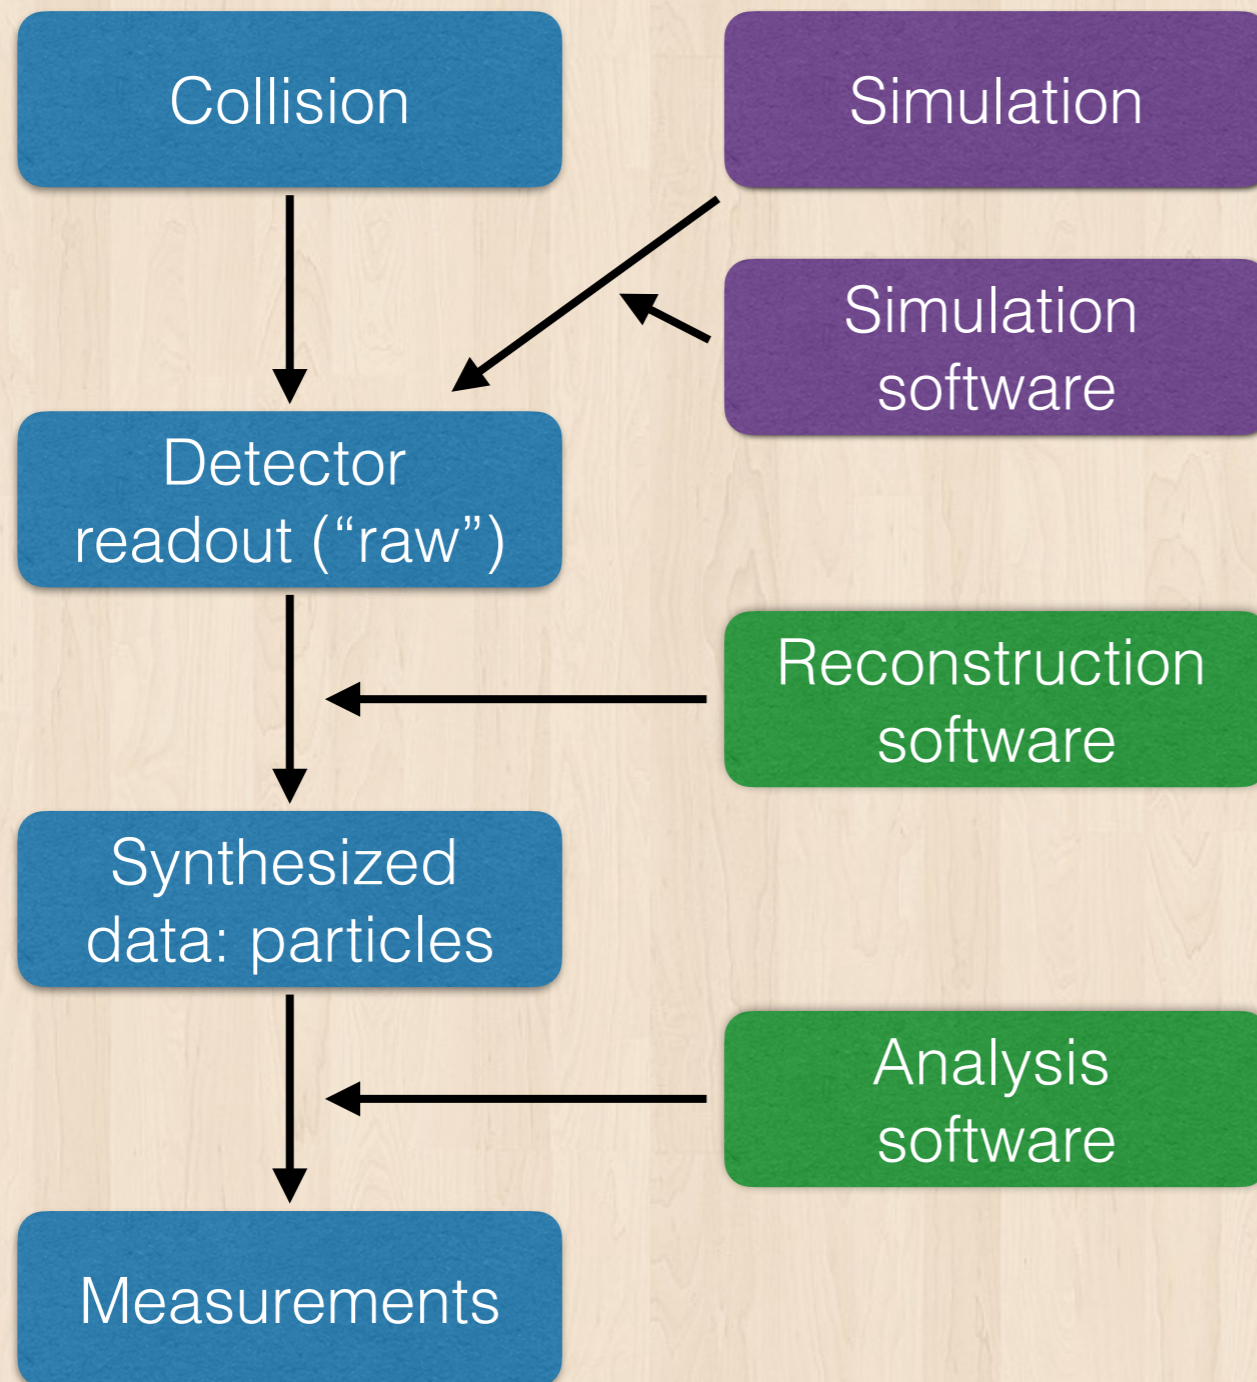 Collision
Simulation
Simulation
software
Detector
readout (“raw”)
Reconstruction
software
Synthesized
data: particles
Analysis
software
Measurements